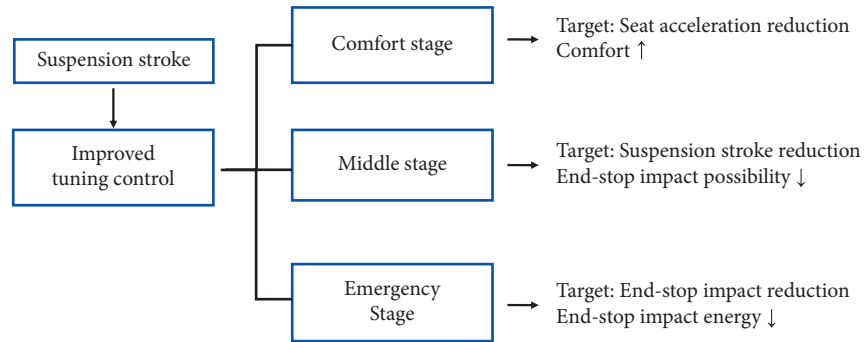 Suspension stroke
Improved
tuning control
Comfort stage
Target: Seat acceleration reduction
Comfort ↑
Middle stage
Target: Suspension stroke reduction
End-stop impact possibility ↓
Emergency
Stage
Target: End-stop impact reduction
End-stop impact energy ↓